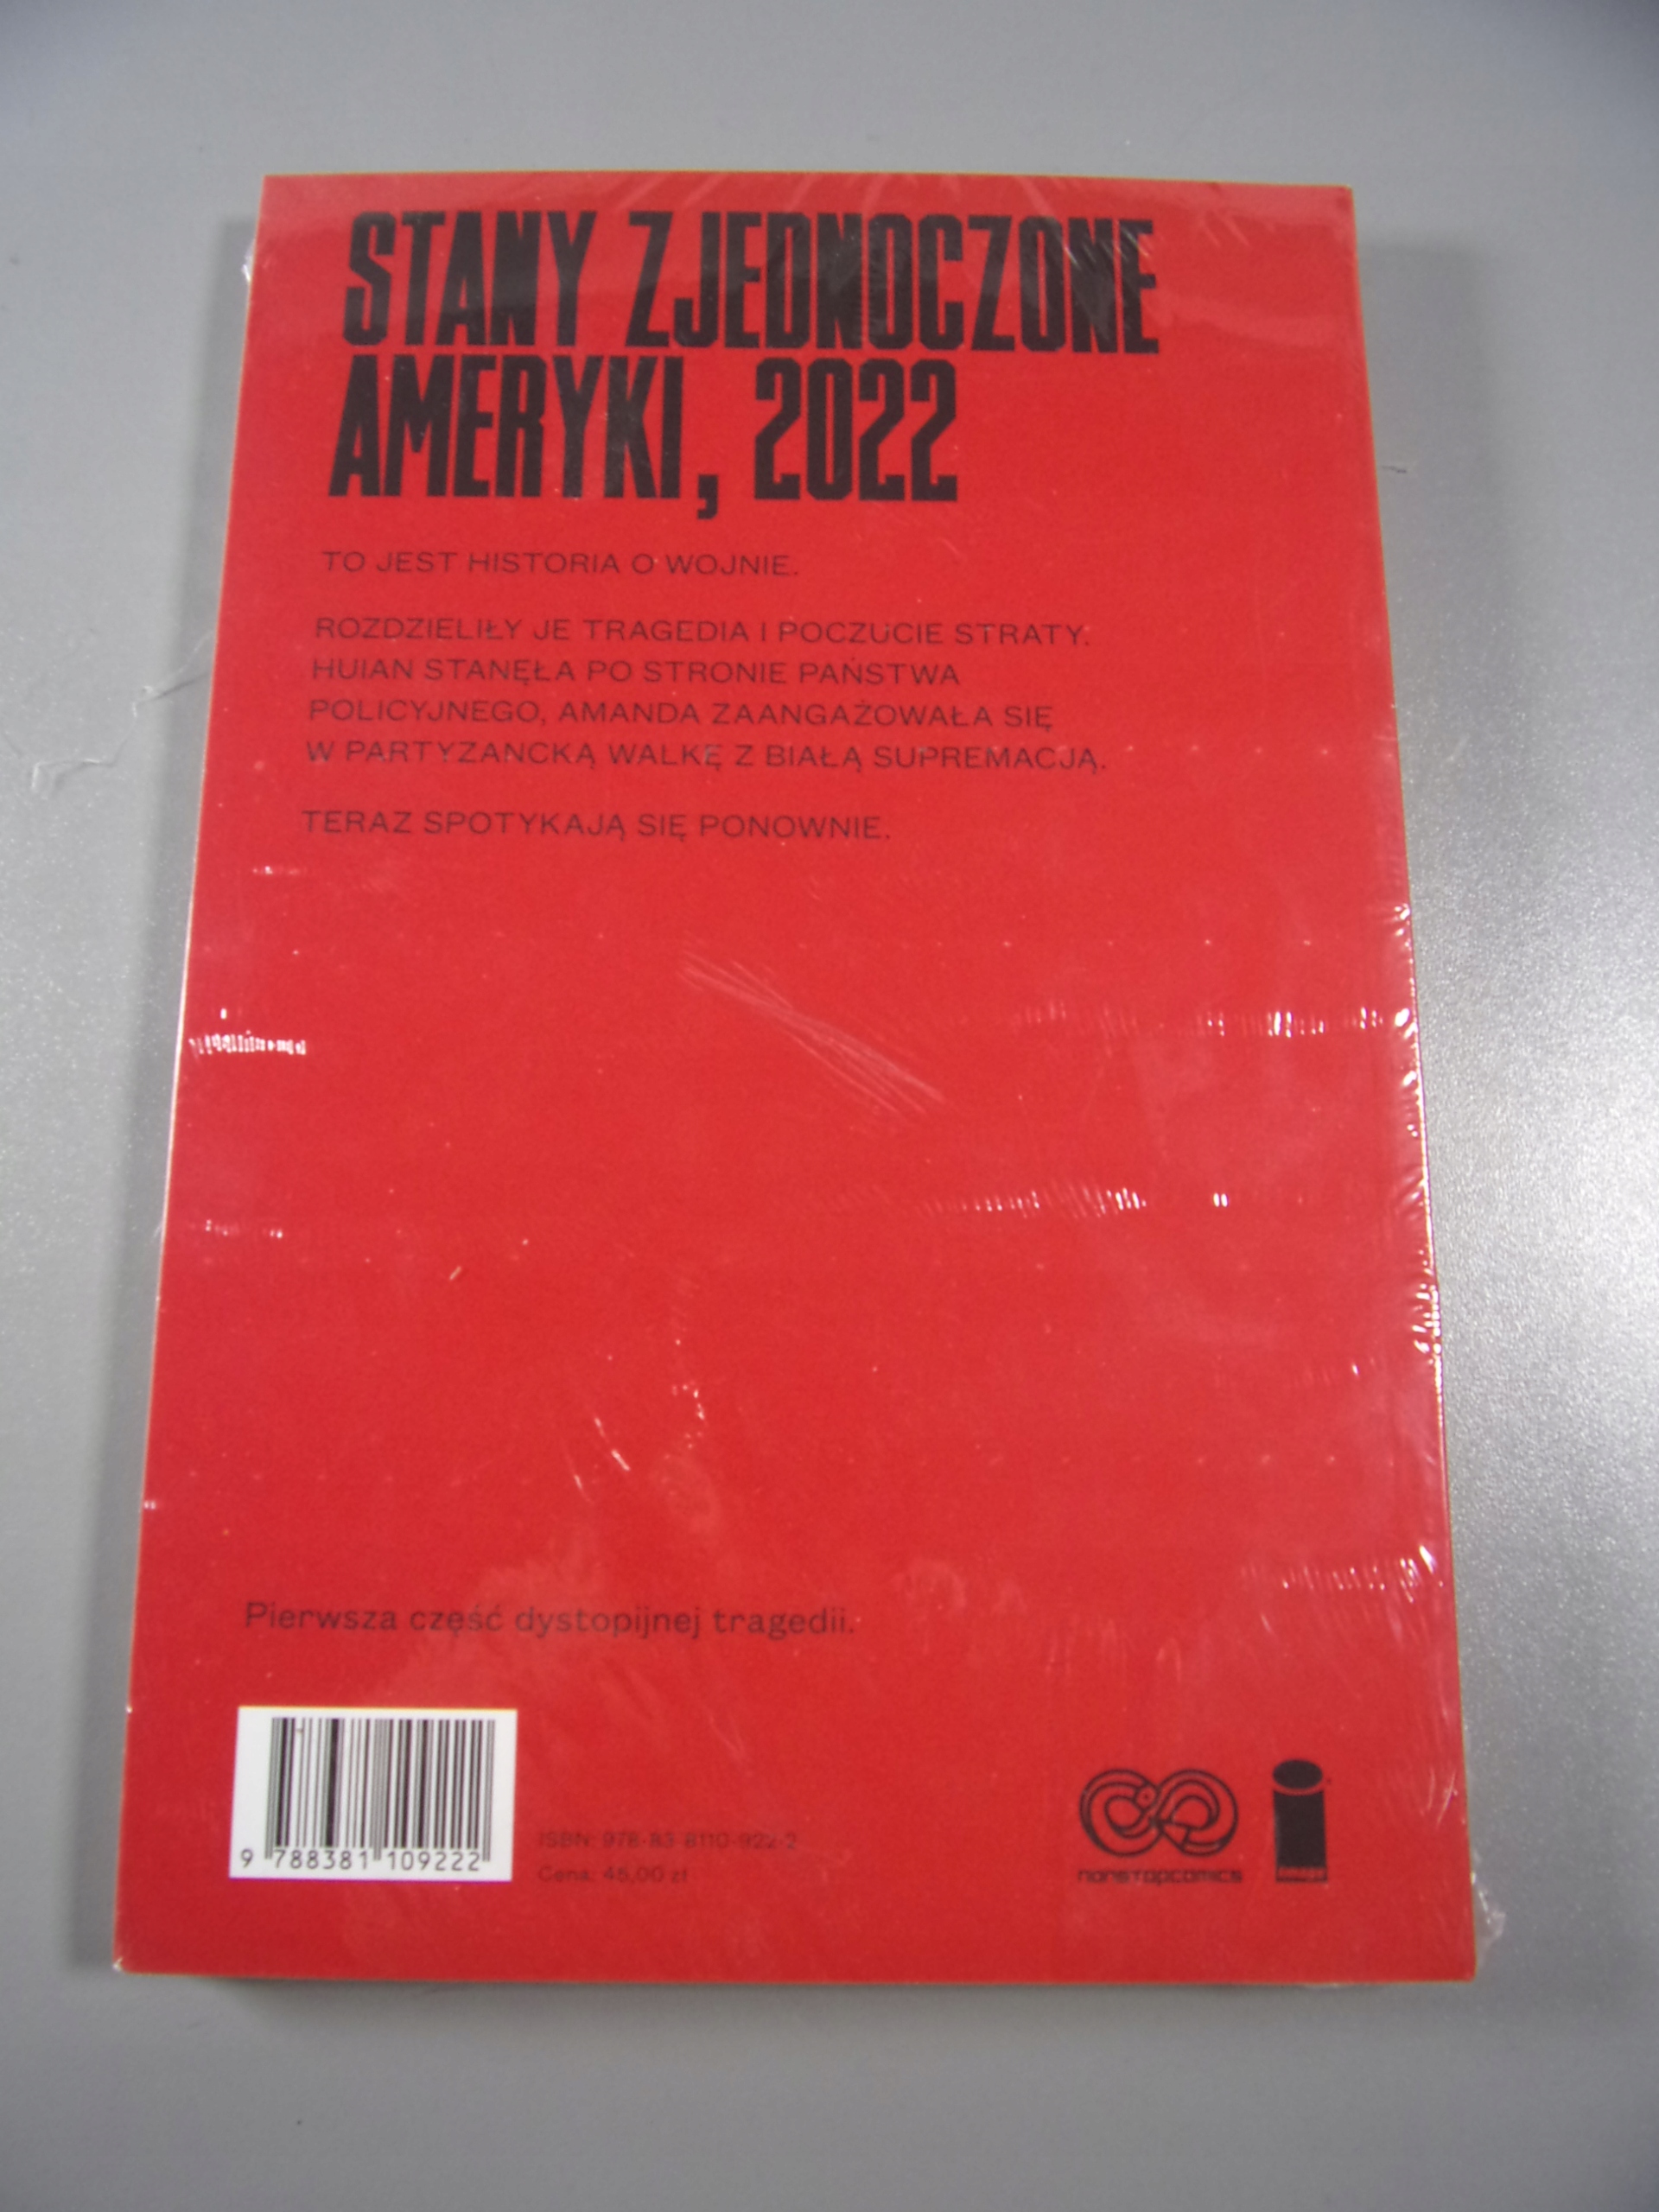 STANY ZJEDNOCZONE
AMERYKI, 2022
TO JEST HISTORIA O WOJNIE.
ROZDZIELIŁY JE TRAGEDIA I POCZUCIE STRATY.
HUIAN STANĘŁA PO STRONIE PAŃSTWA
POLICYJNEGO, AMANDA ZAANGAŻOWAŁA SIĘ
W PARTYZANCKĄ WALKĘ Z BIAŁĄ SUPREMACJĄ.
TERAZ SPOTYKAJĄ SIĘ PONOWNIE.
Pierwsza część dystopijnej tragedii.
9 788381 109222
ISBN: 978-83-8110-922-2
Cena: 45,00 zł
nonstopcomics
image